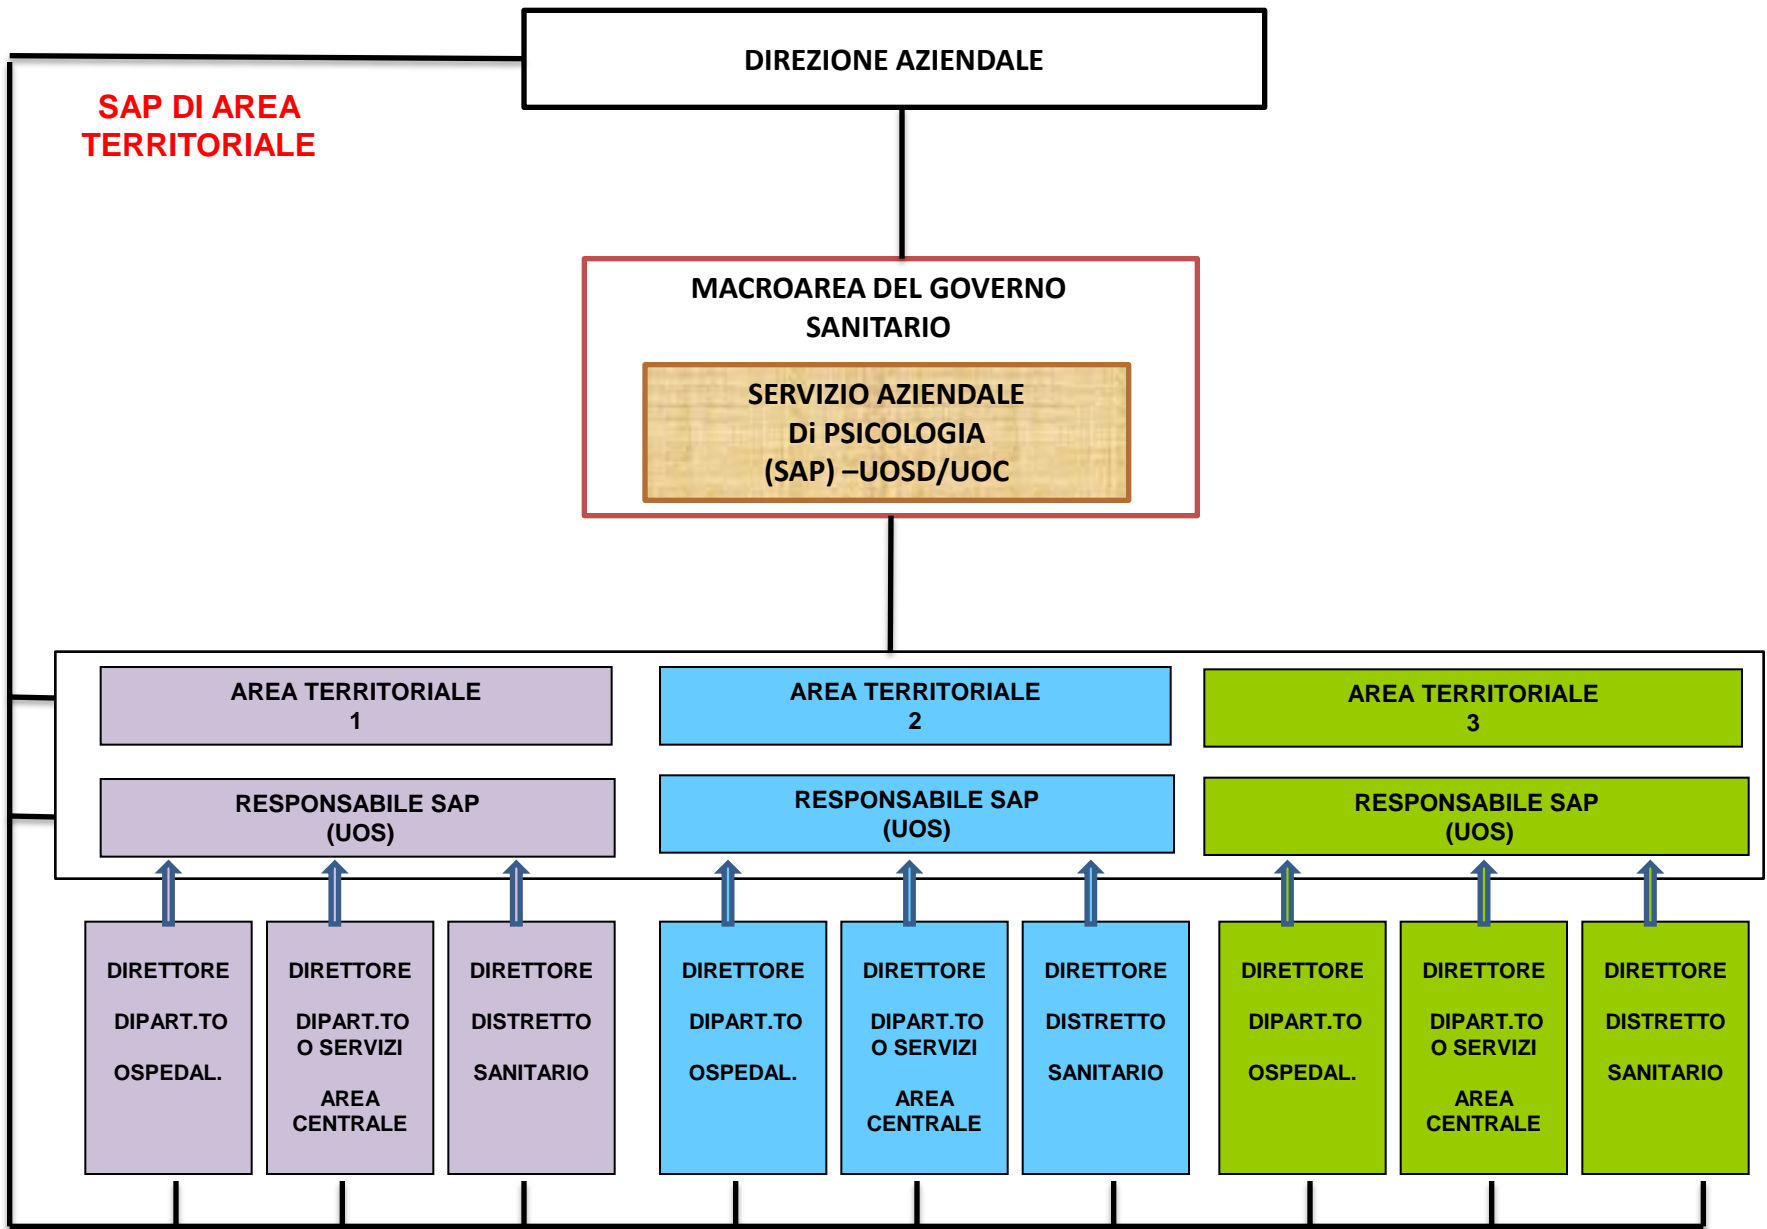 DIREZIONE AZIENDALE
SAP DI AREA
TERRITORIALE
MACROAREA DEL GOVERNO
SANITARIO
SERVIZIO AZIENDALE
Di PSICOLOGIA
(SAP) –UOSD/UOC
AREA TERRITORIALE
1
AREA TERRITORIALE
2
AREA TERRITORIALE
3
RESPONSABILE SAP
(UOS)
RESPONSABILE SAP
(UOS)
RESPONSABILE SAP
(UOS)
DIRETTORE
DIPART.TO
OSPEDAL.
DIRETTORE
DIPART.TO
O SERVIZI
AREA
CENTRALE
DIRETTORE
DISTRETTO
SANITARIO
DIRETTORE
DIPART.TO
OSPEDAL.
DIRETTORE
DIPART.TO
O SERVIZI
AREA
CENTRALE
DIRETTORE
DISTRETTO
SANITARIO
DIRETTORE
DIPART.TO
OSPEDAL.
DIRETTORE
DIPART.TO
O SERVIZI
AREA
CENTRALE
DIRETTORE
DISTRETTO
SANITARIO